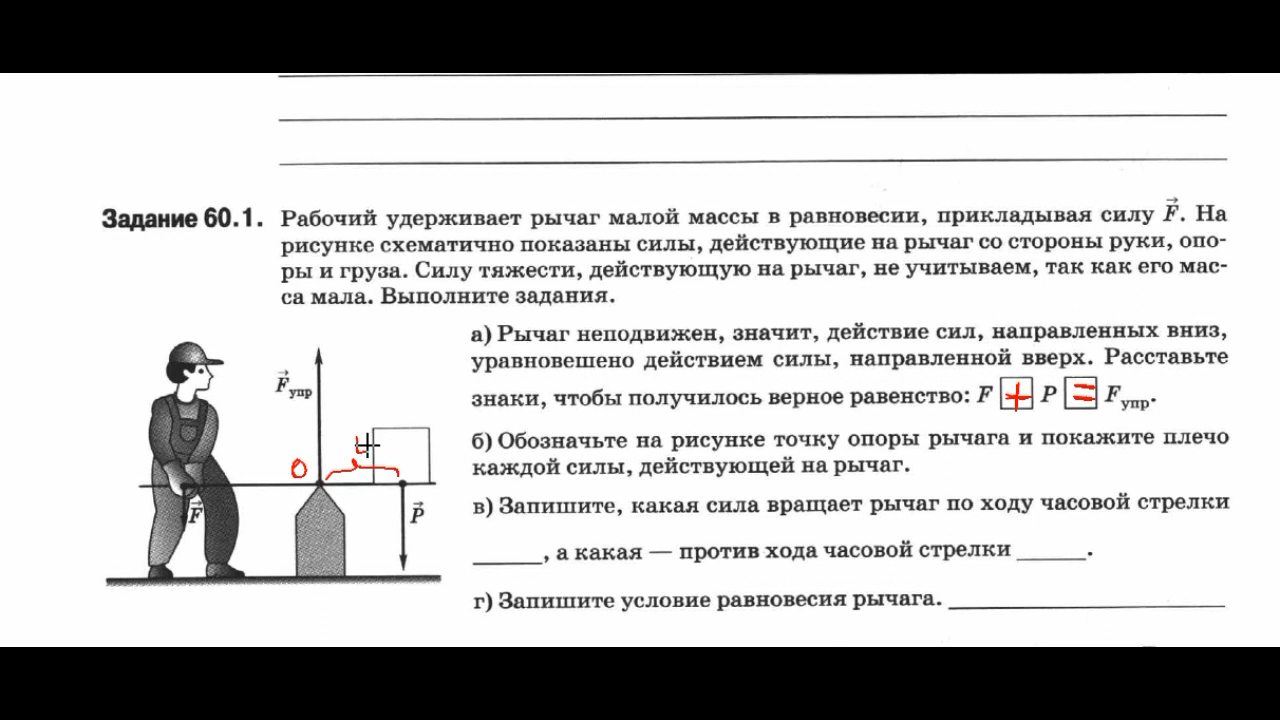 Задание 60.1. Рабочий удерживает рычаг малой массы в равновесии, прикладывая силу F⃗. На
рисунке схематично показаны силы, действующие на рычаг со стороны руки, опо-
ры и груза. Силу тяжести, действующую на рычаг, не учитываем, так как его мас-
са мала. Выполните задания.
а) Рычаг неподвижен, значит, действие сил, направленных вниз,
уравновешено действием силы, направленной вверх. Расставьте
знаки, чтобы получилось верное равенство: F + P = Fупр.
б) Обозначьте на рисунке точку опоры рычага и покажите плечо
каждой силы, действующей на рычаг.
в) Запишите, какая сила вращает рычаг по ходу часовой стрелки
______, а какая — против хода часовой стрелки ______.
г) Запишите условие равновесия рычага. ______
F⃗упр
O
F⃗
P⃗